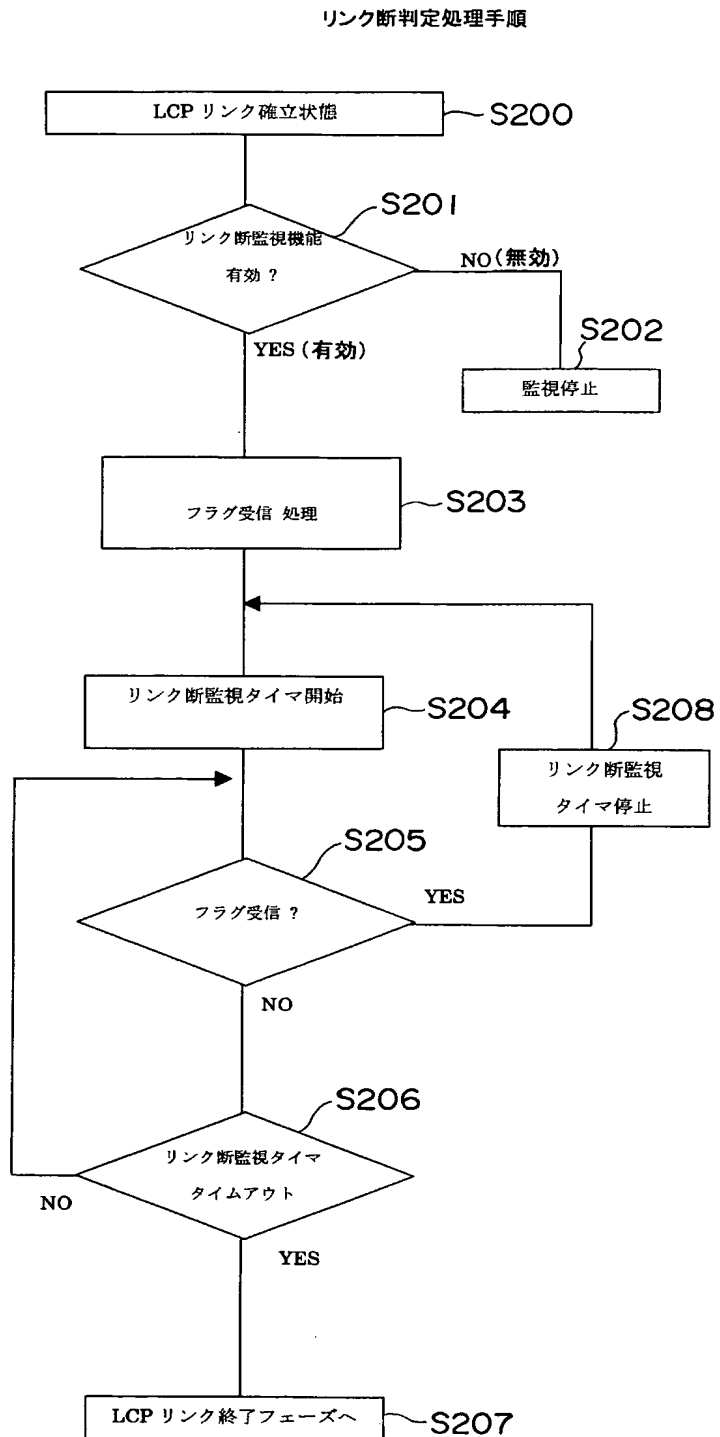 リンク断判定処理手順
LCP リンク確立状態
S200
S201
リンク断監視機能
有効 ?
NO(無効)
S202
YES (有効)
監視停止
フラグ受信 処理
S203
リンク断監視タイマ開始
S204
S208
リンク断監視
タイマ停止
S205
フラグ受信 ?
YES
NO
S206
リンク断監視タイマ
タイムアウト
NO
YES
LCP リンク終了フェーズへ
S207